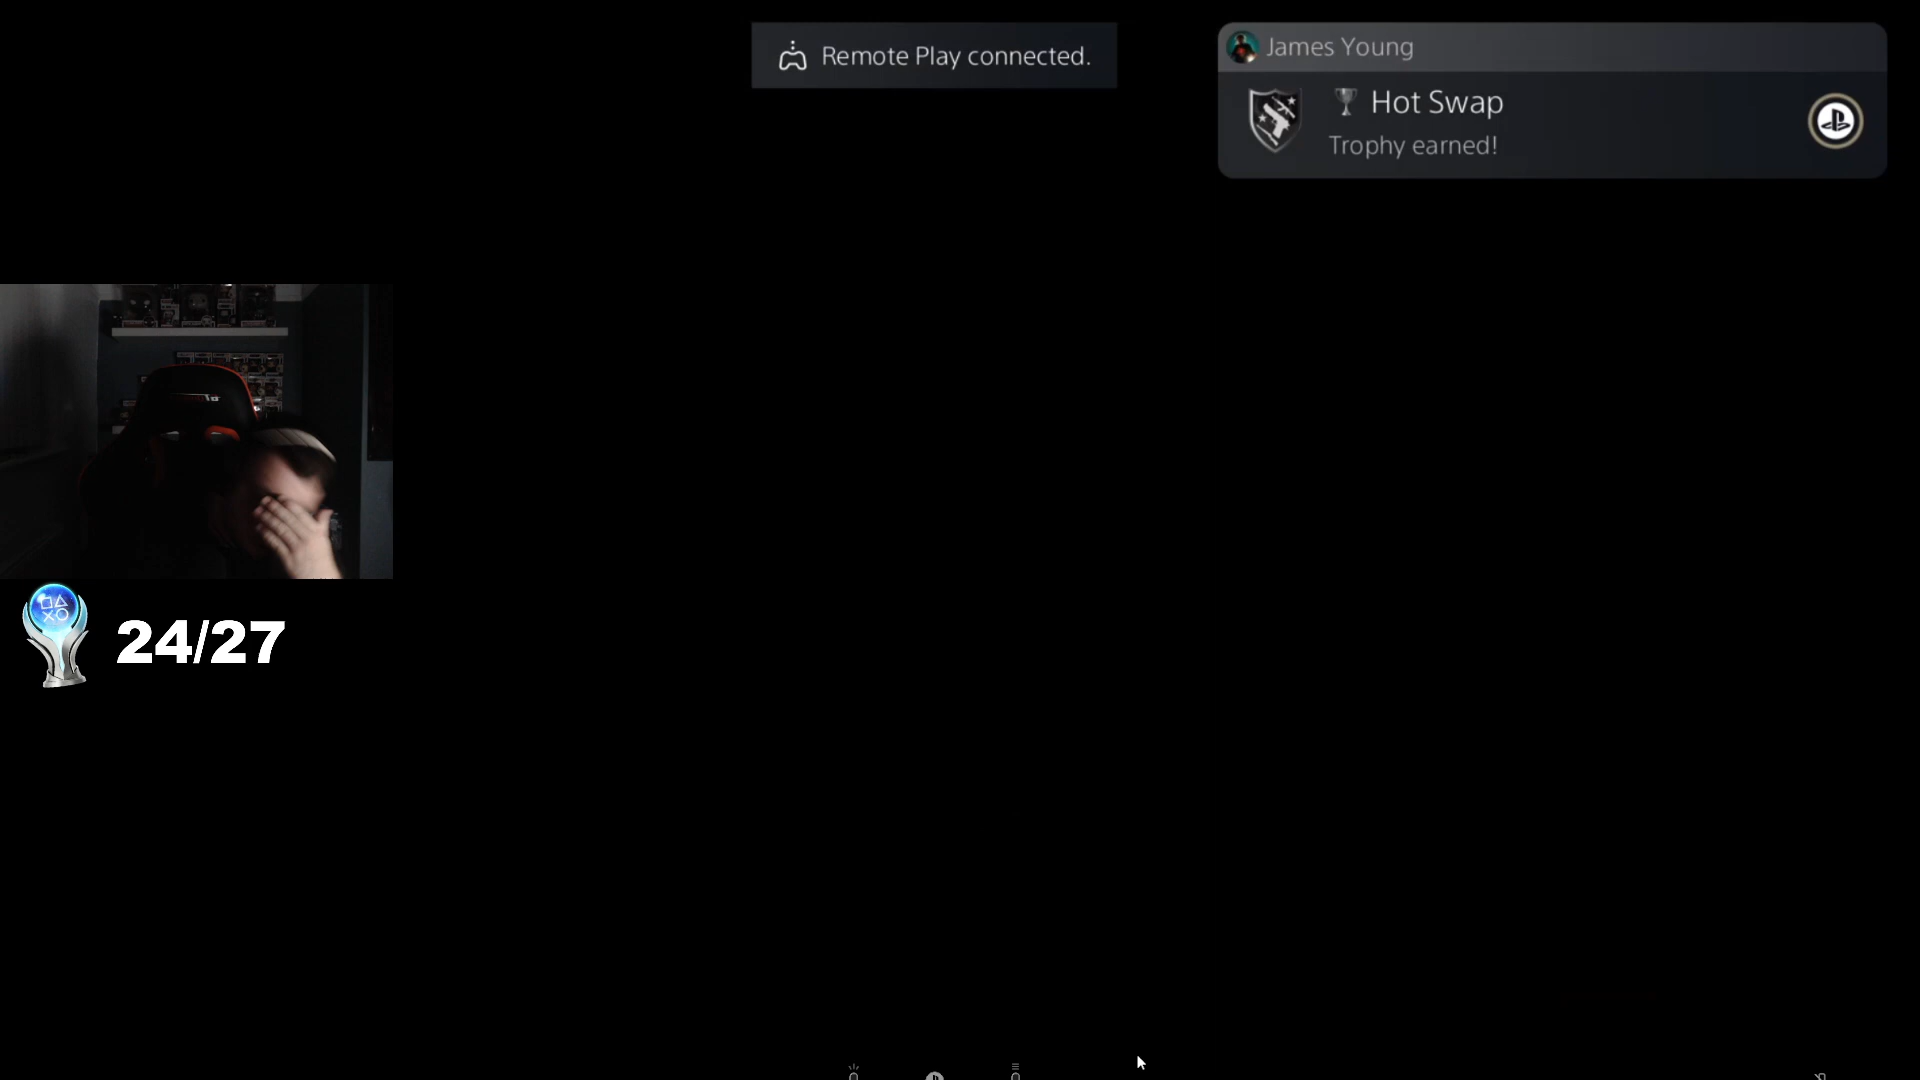 Remote Play connected.
James Young
Hot Swap
Trophy earned!
24/27